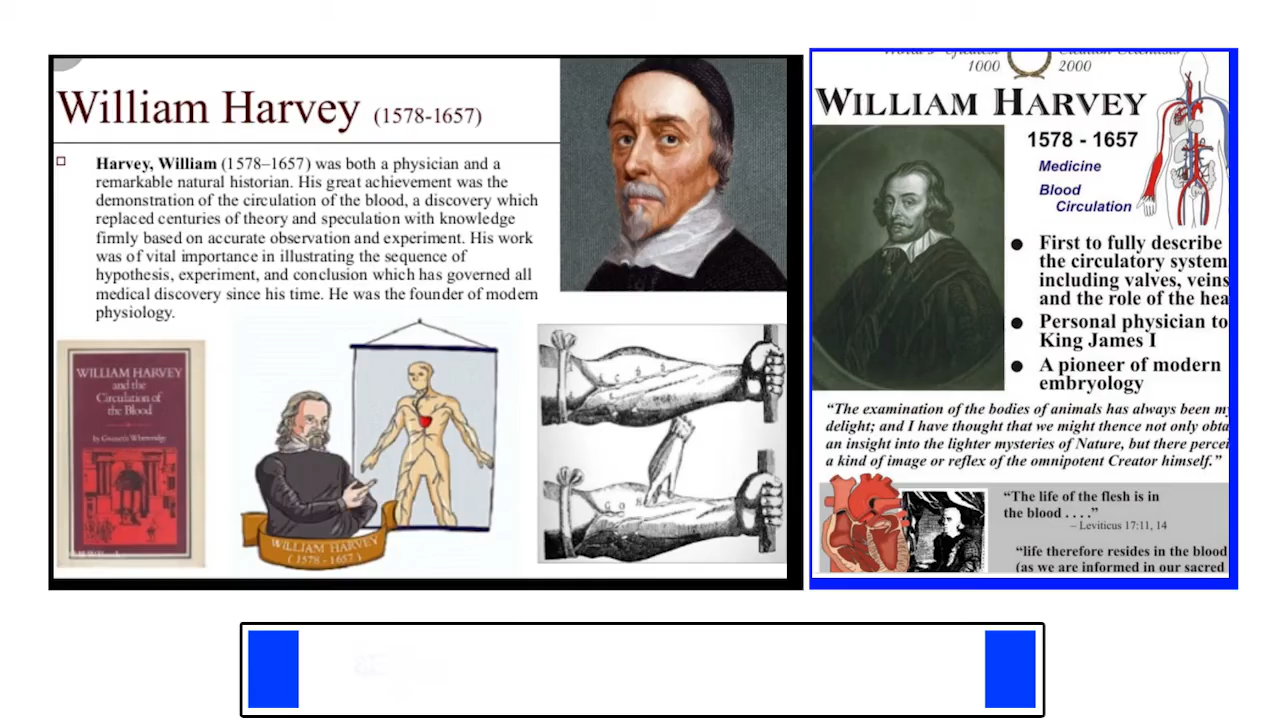 William Harvey (1578-1657)
Harvey, William (1578–1657) was both a physician and a
remarkable natural historian. His great achievement was the
demonstration of the circulation of the blood, a discovery which
replaced centuries of theory and speculation with knowledge
firmly based on accurate observation and experiment. His work
was of vital importance in illustrating the sequence of
hypothesis, experiment, and conclusion which has governed all
medical discovery since his time. He was the founder of modern
physiology.
WILLIAM HARVEY
and the
Circulation of
the Blood
by Gweneth Whitteridge
WILLIAM HARVEY
(1578-1657)
1000 2000
WILLIAM HARVEY
1578 - 1657
Medicine
Blood
Circulation
● First to fully describe
the circulatory system
including valves, veins
and the role of the hea
● Personal physician to
King James I
● A pioneer of modern
embryology
“The examination of the bodies of animals has always been my
delight; and I have thought that we might thence not only obta
an insight into the lighter mysteries of Nature, but there percei
a kind of image or reflex of the omnipotent Creator himself.”
“The life of the flesh is in
the blood . . . .”
– Leviticus 17:11, 14
“life therefore resides in the blood
(as we are informed in our sacred